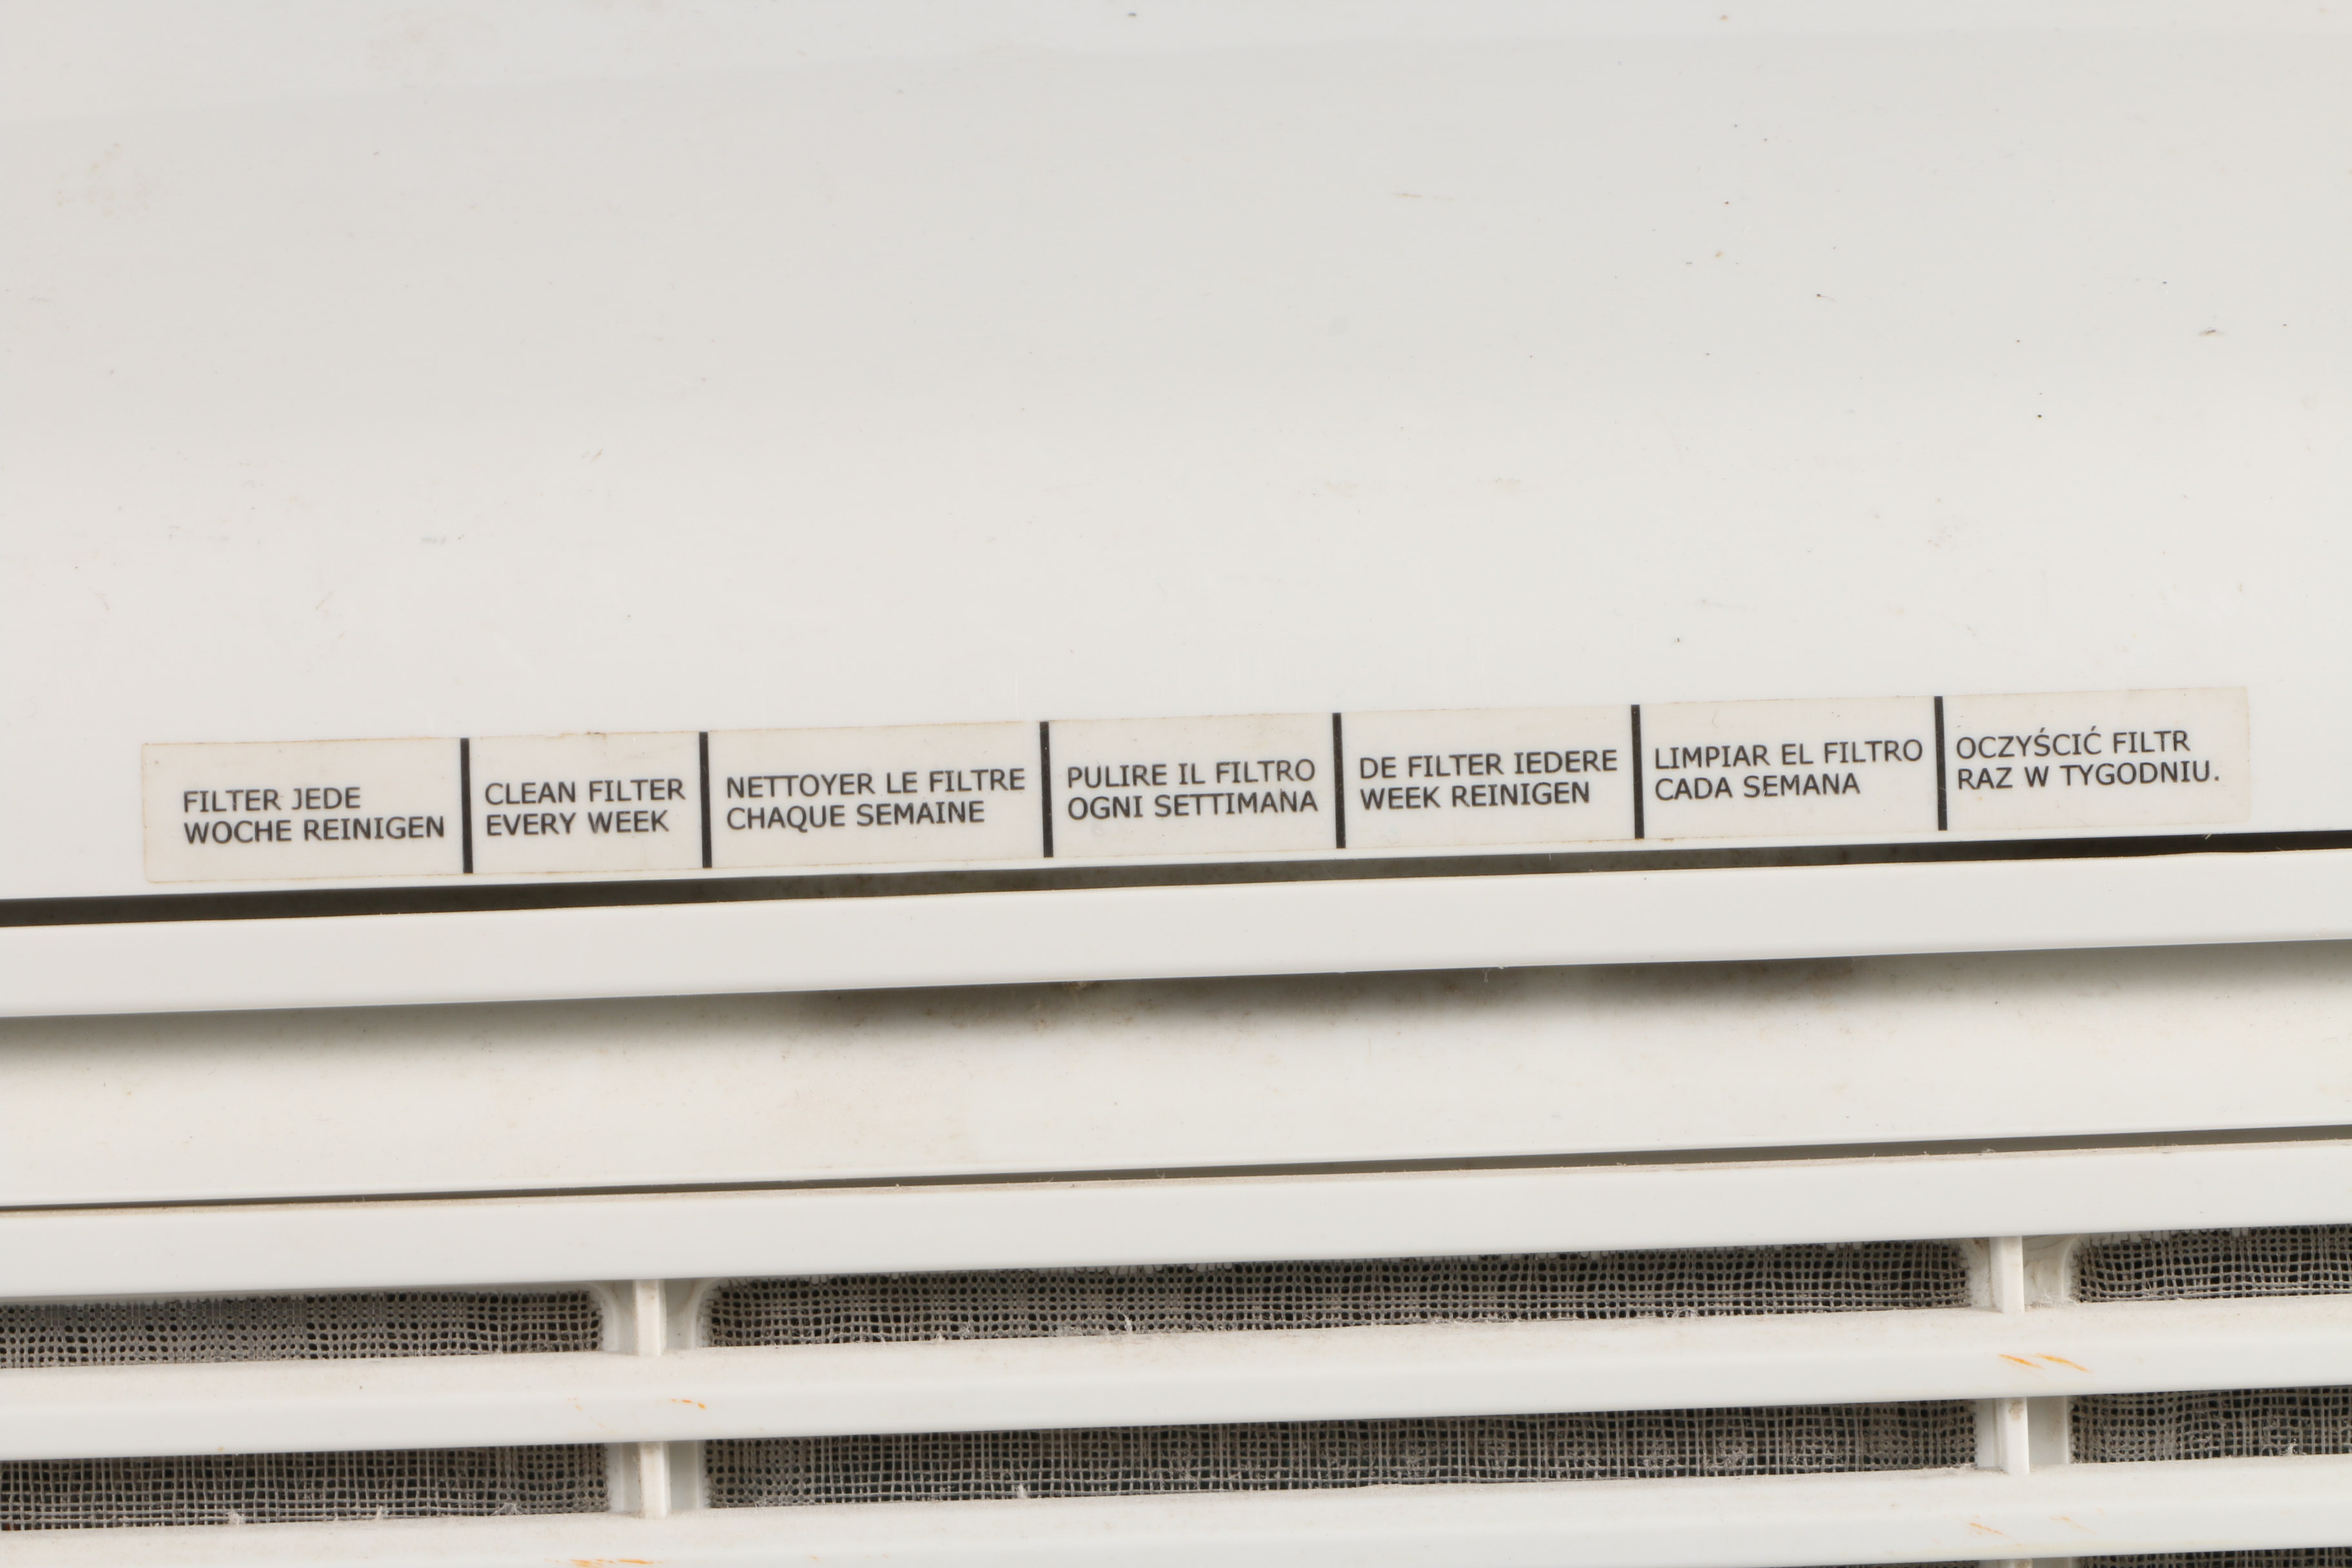 FILTER JEDE
WOCHE REINIGEN
CLEAN FILTER
EVERY WEEK
NETTOYER LE FILTRE
CHAQUE SEMAINE
PULIRE IL FILTRO
OGNI SETTIMANA
DE FILTER IEDERE
WEEK REINIGEN
LIMPIAR EL FILTRO
CADA SEMANA
OCZYŚCIĆ FILTR
RAZ W TYGODNIU.